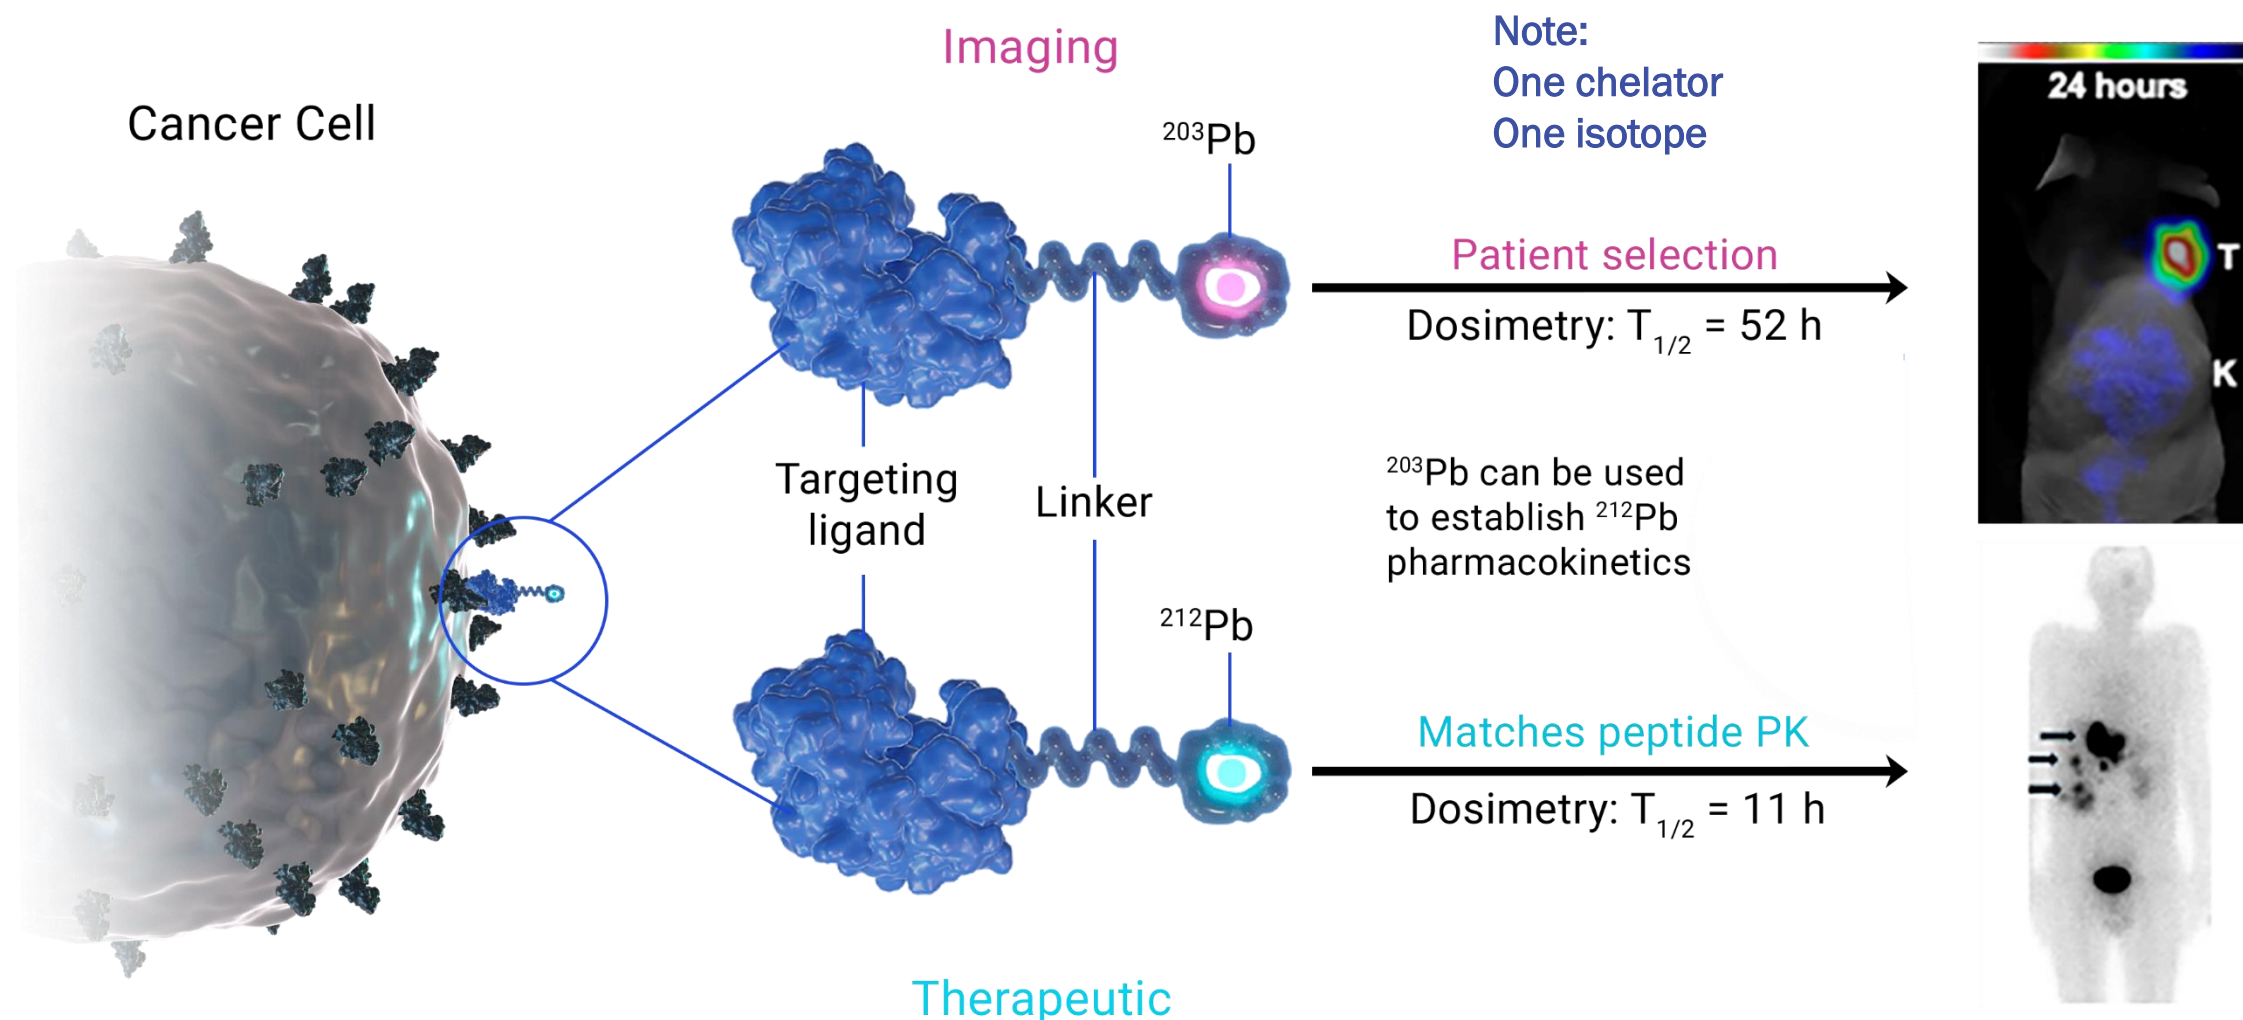 Imaging
Note:
One chelator
One isotope
24 hours
Cancer Cell
²⁰³Pb
Patient selection
T
Dosimetry: T₁/₂ = 52 h
K
Targeting
ligand
Linker
²⁰³Pb can be used
to establish ²¹²Pb
pharmacokinetics
²¹²Pb
Matches peptide PK
Dosimetry: T₁/₂ = 11 h
Therapeutic